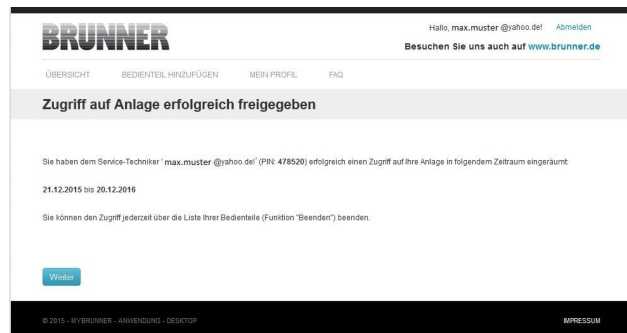 BRUNNER
Hallo, max.muster @yahoo.de! Abmelden
Besuchen Sie uns auch auf www.brunner.de
ÜBERSICHT BEDIENTEIL HINZUFÜGEN MEIN PROFIL FAQ
Zugriff auf Anlage erfolgreich freigegeben
Sie haben dem Service-Techniker ' max.muster @yahoo.de!' (PIN: 478520) erfolgreich einen Zugriff auf Ihre Anlage in folgendem Zeitraum eingeräumt:
21.12.2015 bis 20.12.2016
Sie können den Zugriff jederzeit über die Liste Ihrer Bedienteile (Funktion "Beenden") beenden.
Weiter
© 2015 - MYBRUNNER - ANWENDUNG - DESKTOP IMPRESSUM